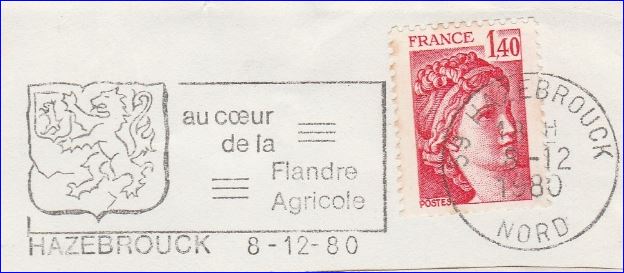 au cœur
de la
Flandre
Agricole
HAZEBROUCK 8-12-80
FRANCE
1,40
POSTES
59 HAZEBROUCK
H
8-12
1980
NORD